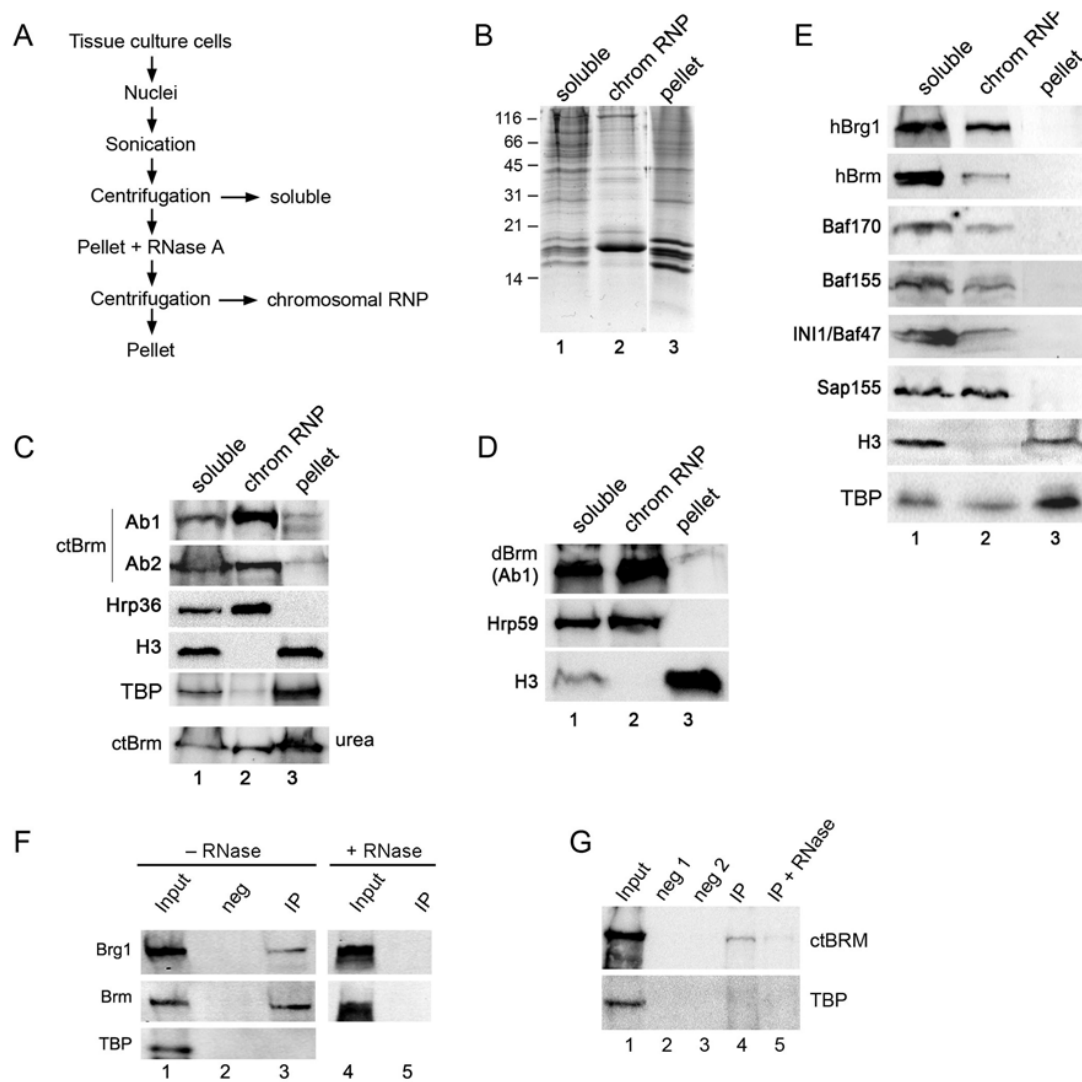 A
Tissue culture cells
Nuclei
Sonication
Centrifugation soluble
Pellet + RNase A
Centrifugation chromosomal RNP
Pellet
B
soluble chrom RNP pellet
116
66
45
31
21
14
1 2 3
C
soluble chrom RNP pellet
ctBrm Ab1
Ab2
Hrp36
H3
TBP
ctBrm urea
1 2 3
D
soluble chrom RNP pellet
dBrm
(Ab1)
Hrp59
H3
1 2 3
E
soluble chrom RNP pellet
hBrg1
hBrm
Baf170
Baf155
INI1/Baf47
Sap155
H3
TBP
1 2 3
F
– RNase + RNase
Input neg IP Input IP
Brg1
Brm
TBP
1 2 3 4 5
G
Input neg 1 neg 2 IP IP + RNase
ctBRM
TBP
1 2 3 4 5